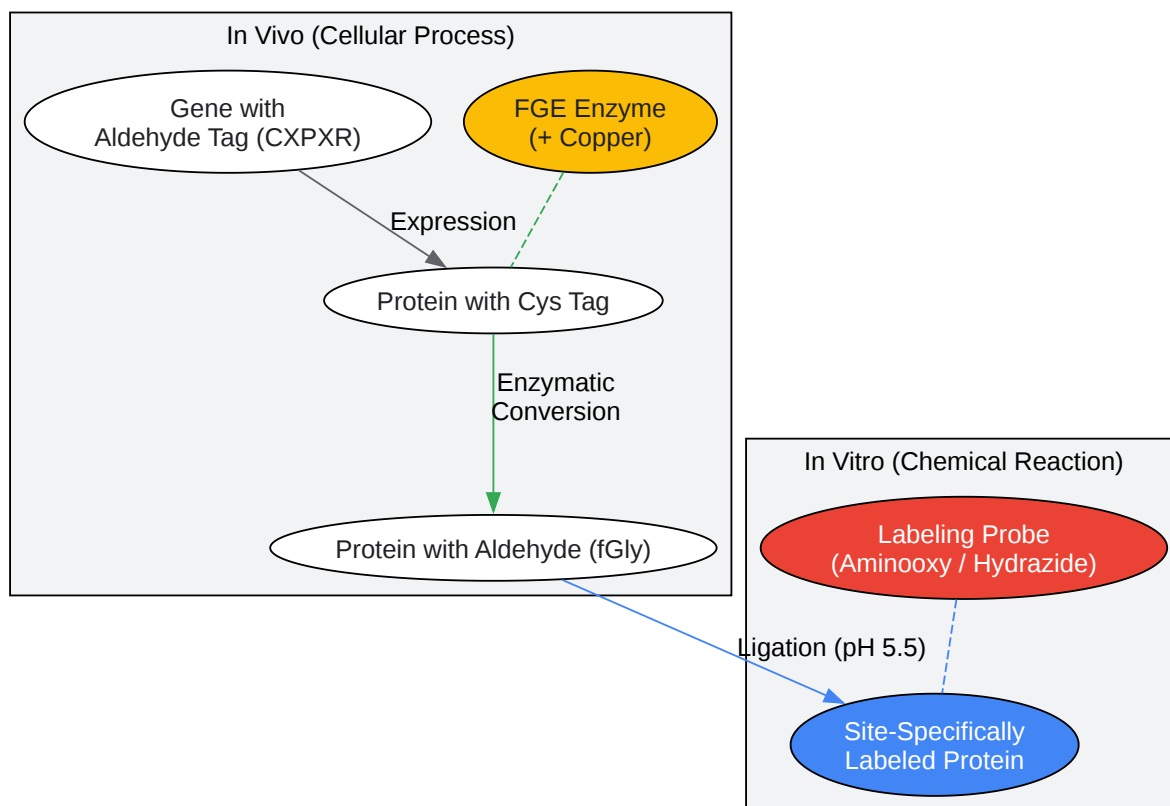 In Vivo (Cellular Process)
Gene with
Aldehyde Tag (CXPXR)
FGE Enzyme
(+ Copper)
Expression
Protein with Cys Tag
Enzymatic
Conversion
Protein with Aldehyde (fGly)
In Vitro (Chemical Reaction)
Labeling Probe
(Aminooxy / Hydrazide)
Ligation (pH 5.5)
Site-Specifically
Labeled Protein